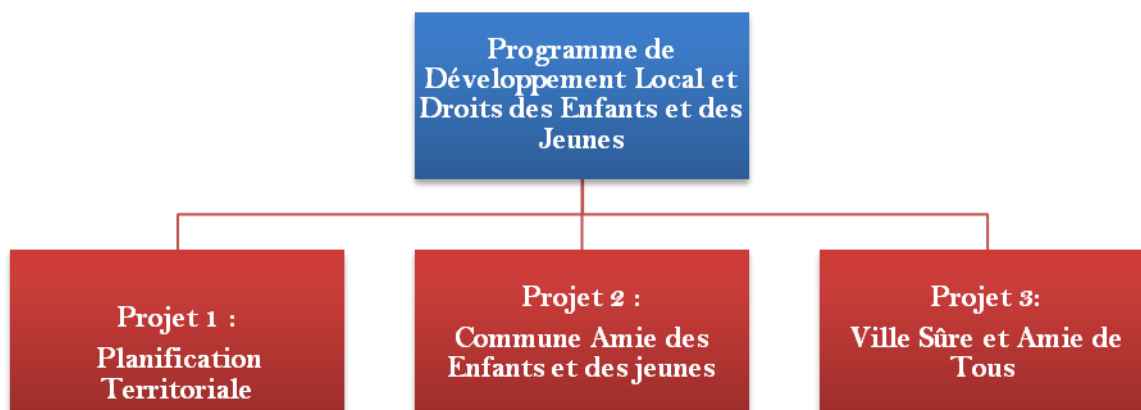 Programme de
Développement Local et
Droits des Enfants et des
Jeunes
Projet 1 :
Planification
Territoriale
Projet 2 :
Commune Amie des
Enfants et des jeunes
Projet 3:
Ville Sûre et Amie de
Tous